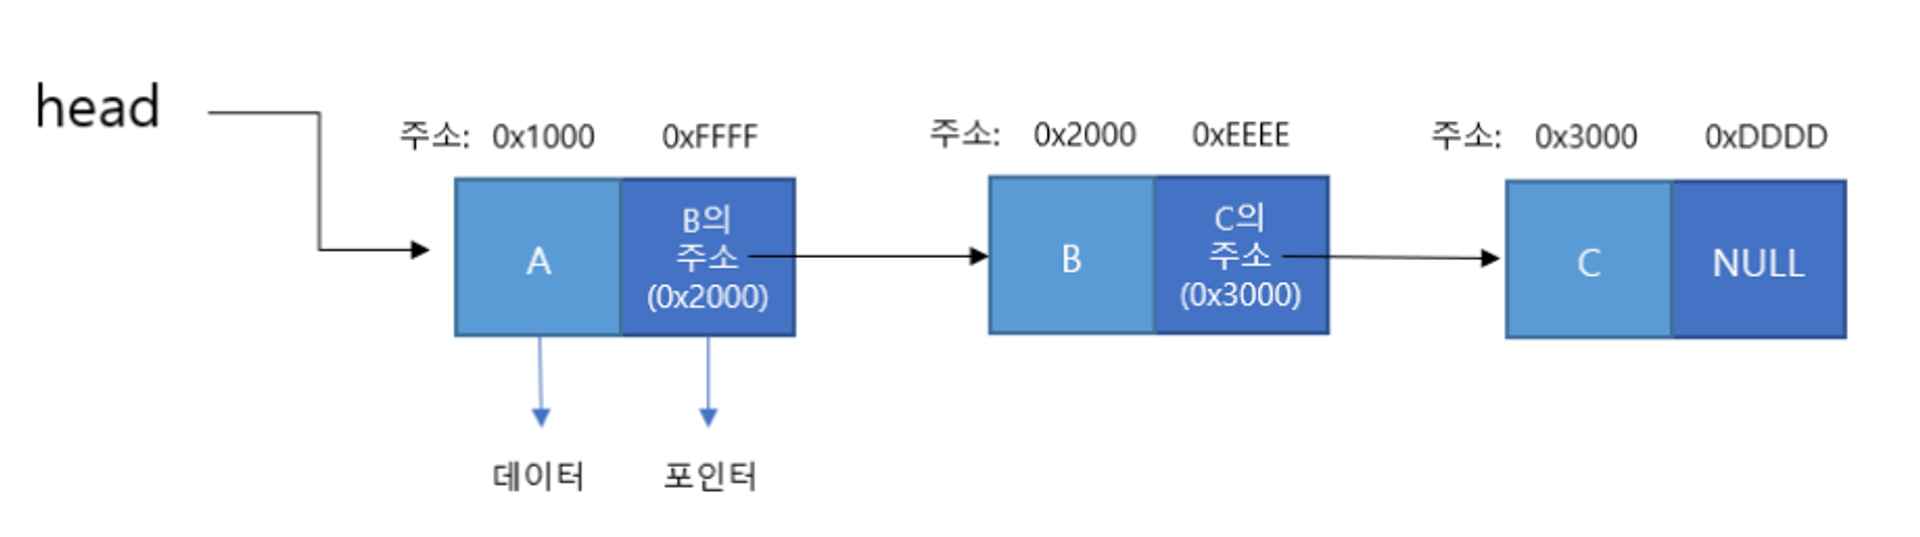 head
주소: 0x1000 0xFFFF
주소: 0x2000 0xEEEE
주소: 0x3000 0xDDDD
A
B의
주소
(0x2000)
B
C의
주소
(0x3000)
C
NULL
데이터
포인터